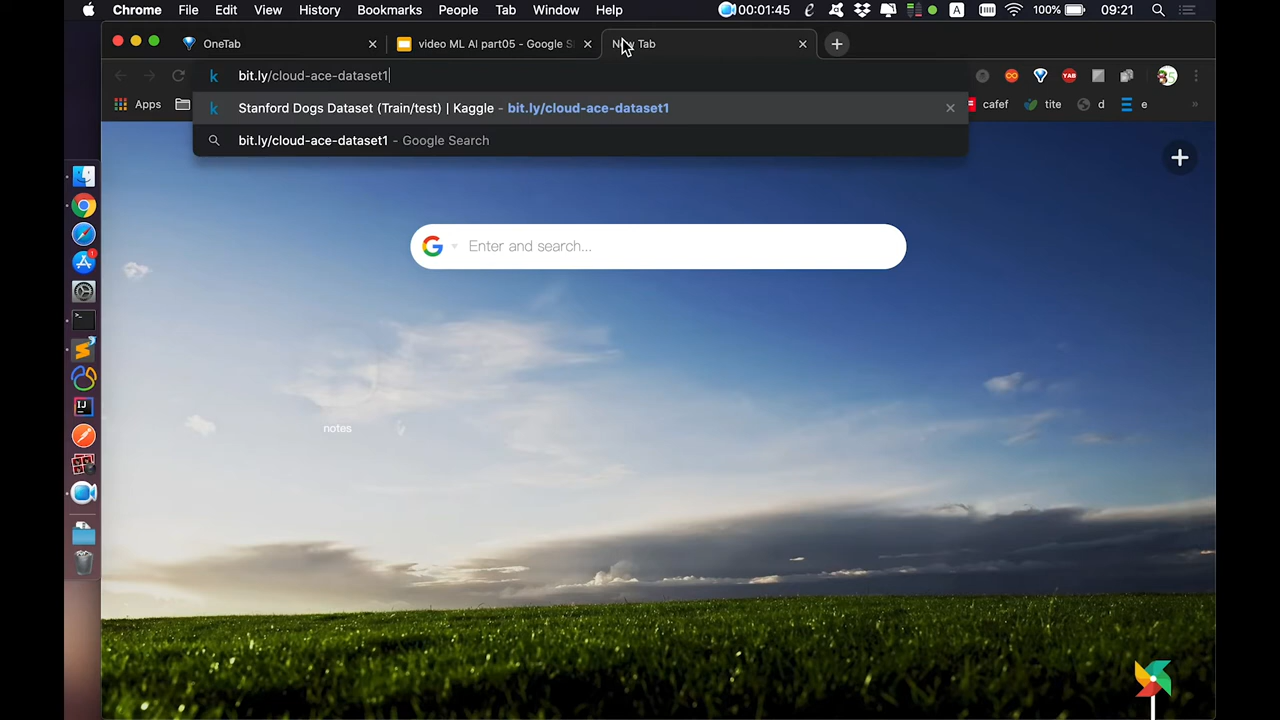 Chrome File Edit View History Bookmarks People Tab Window Help 00:01:45 A 100% 09:21
OneTab video ML AI part05 - Google S New Tab
bit.ly/cloud-ace-dataset1
YAB
Apps cafef tite d e
Stanford Dogs Dataset (Train/test) | Kaggle - bit.ly/cloud-ace-dataset1
bit.ly/cloud-ace-dataset1 - Google Search
Enter and search...
notes